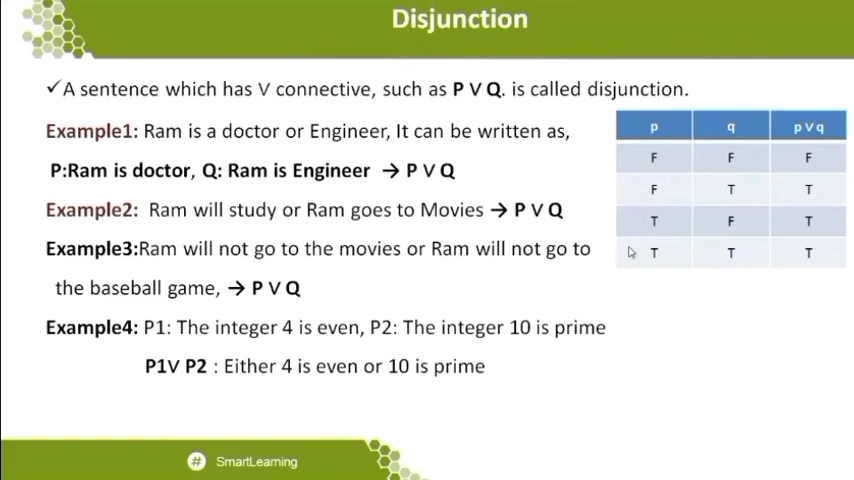 Disjunction
✓A sentence which has V connective, such as P V Q. is called disjunction.
Example1: Ram is a doctor or Engineer, It can be written as,
P:Ram is doctor, Q: Ram is Engineer → P V Q
Example2: Ram will study or Ram goes to Movies → P V Q
Example3:Ram will not go to the movies or Ram will not go to
the baseball game, → P V Q
Example4: P1: The integer 4 is even, P2: The integer 10 is prime
P1V P2 : Either 4 is even or 10 is prime
p q p V q
F F F
F T T
T F T
T T T
# SmartLearning